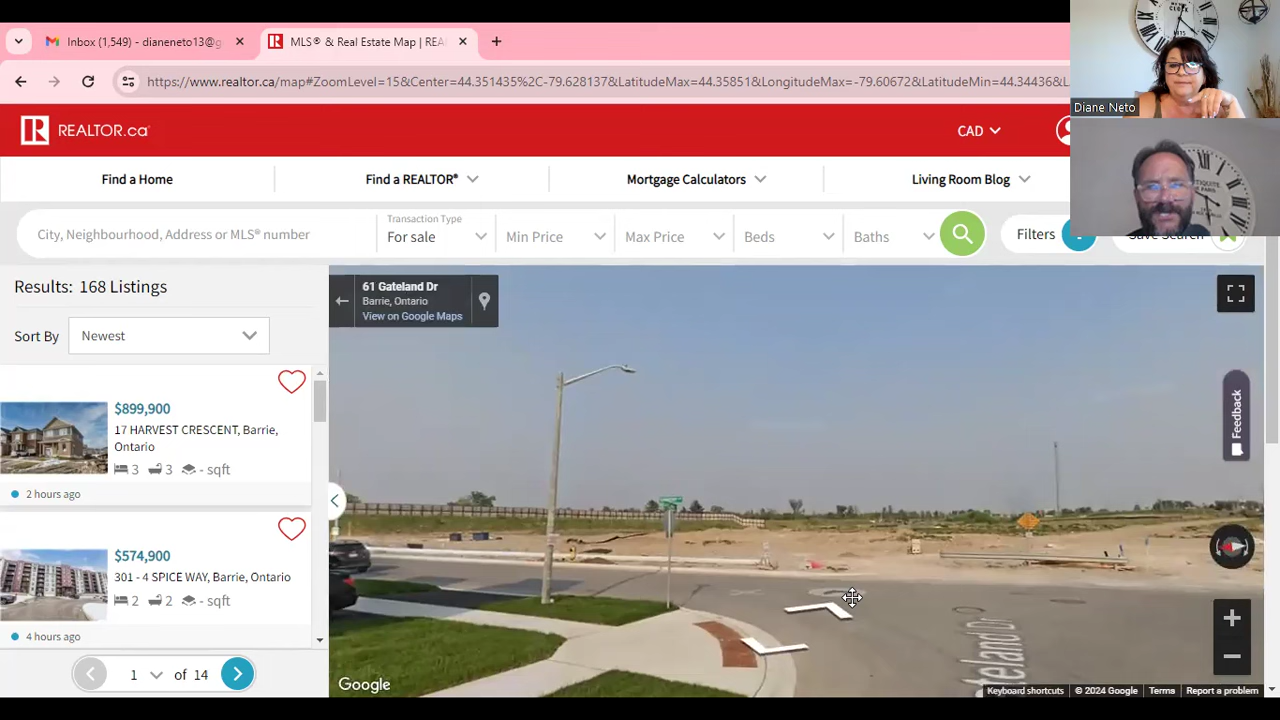 Inbox (1,549) - dianeneto13@g
MLS® & Real Estate Map | REA
https://www.realtor.ca/map#ZoomLevel=15&Center=44.351435%2C-79.628137&LatitudeMax=44.35851&LongitudeMax=-79.60672&LatitudeMin=44.34436&L
Diane Neto
REALTOR.ca
CAD
Find a Home
Find a REALTOR®
Mortgage Calculators
Living Room Blog
City, Neighbourhood, Address or MLS® number
Transaction Type
For sale
Min Price
Max Price
Beds
Baths
Filters
Save Search
Results: 168 Listings
Sort By
Newest
$899,900
17 HARVEST CRESCENT, Barrie,
Ontario
3 3 - sqft
2 hours ago
$574,900
301 - 4 SPICE WAY, Barrie, Ontario
2 2 - sqft
4 hours ago
1 of 14
61 Gateland Dr
Barrie, Ontario
View on Google Maps
Feedback
Google
Keyboard shortcuts
© 2024 Google
Terms
Report a problem